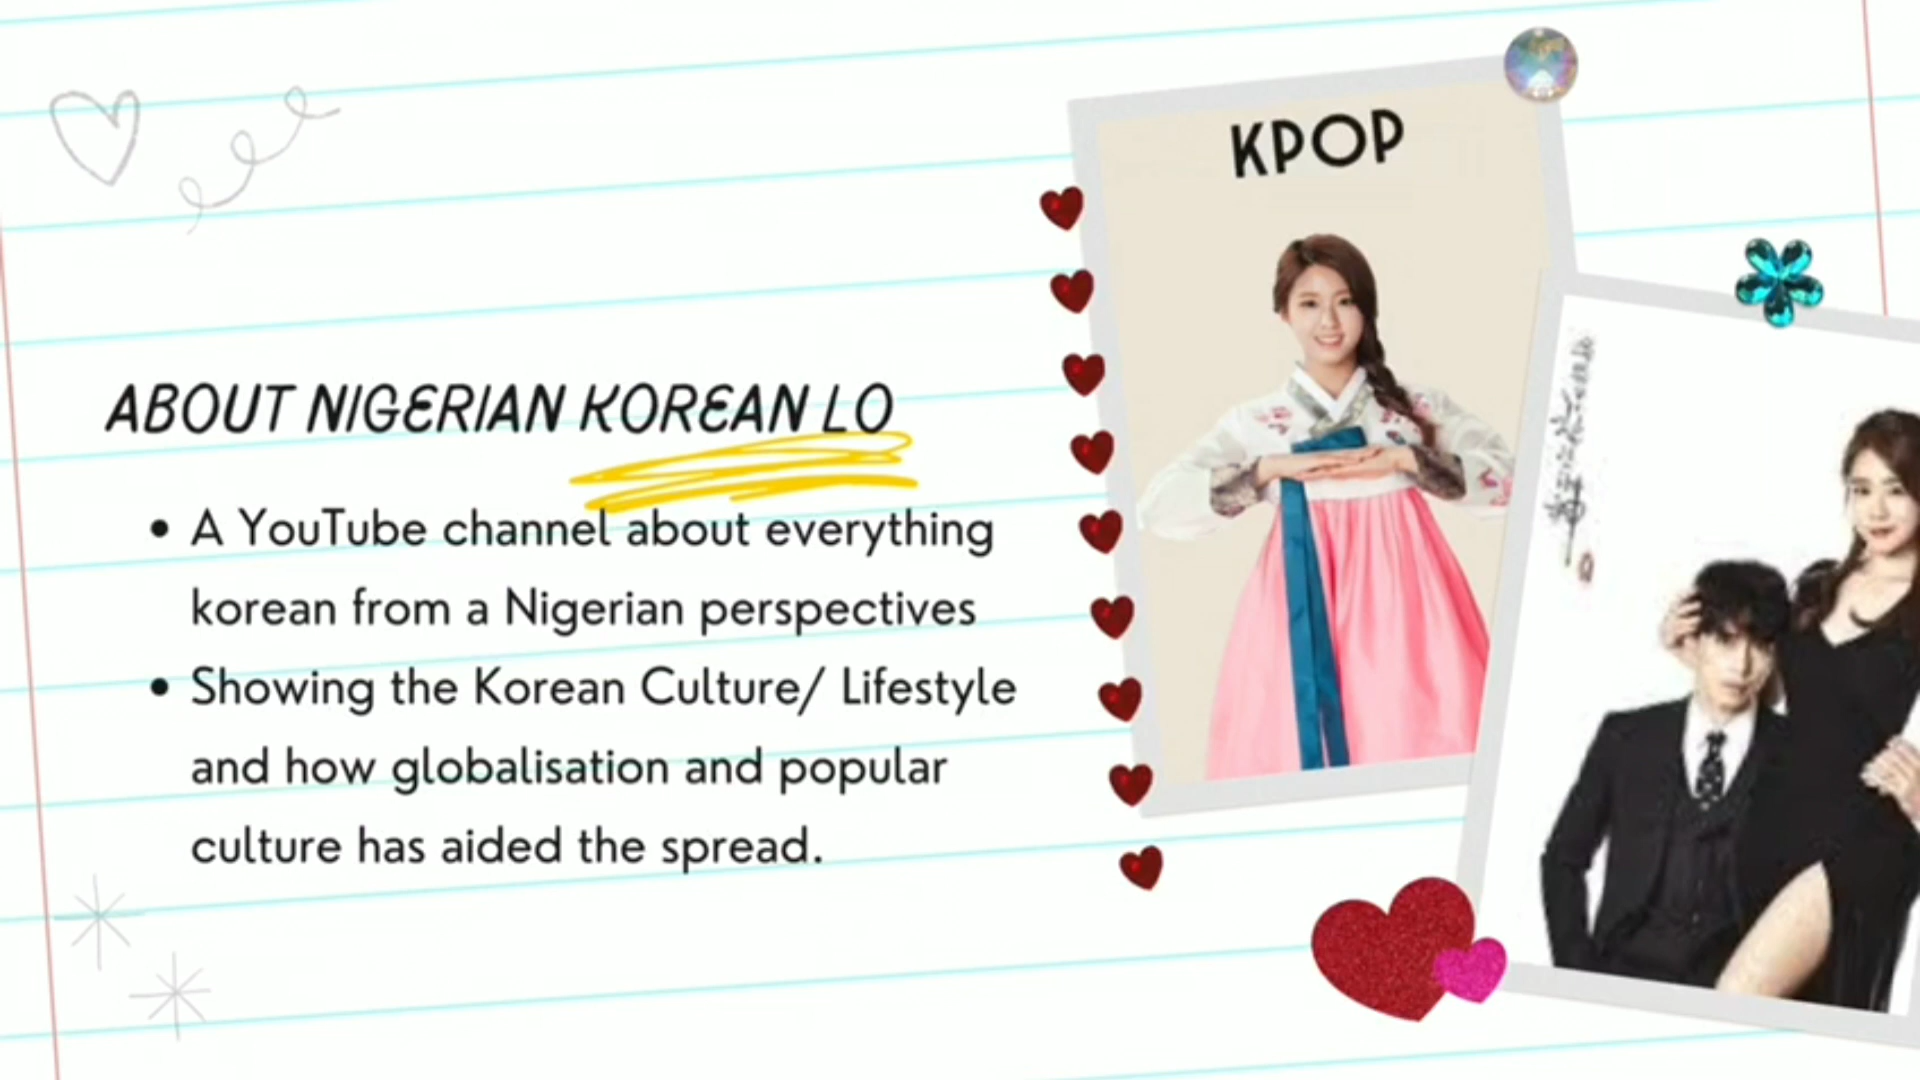 KPOP
ABOUT NIGERIAN KOREAN LO
• A YouTube channel about everything
korean from a Nigerian perspectives
• Showing the Korean Culture/ Lifestyle
and how globalisation and popular
culture has aided the spread.